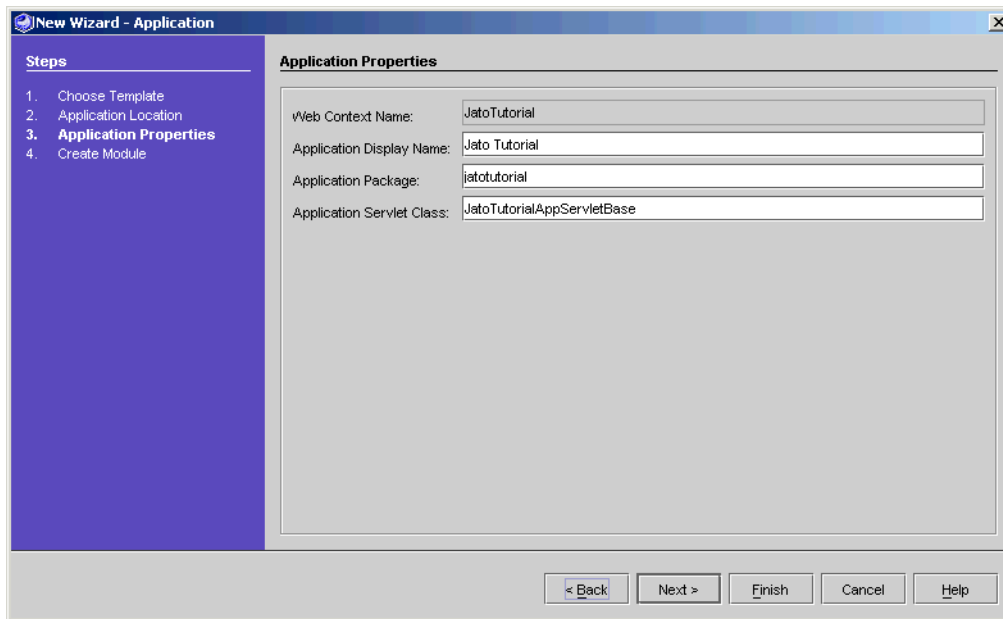 New Wizard - Application
Steps
1. Choose Template
2. Application Location
3. Application Properties
4. Create Module
Application Properties
Web Context Name: JatoTutorial
Application Display Name: Jato Tutorial
Application Package: jatotutorial
Application Servlet Class: JatoTutorialAppServletBase
< Back Next > Finish Cancel Help